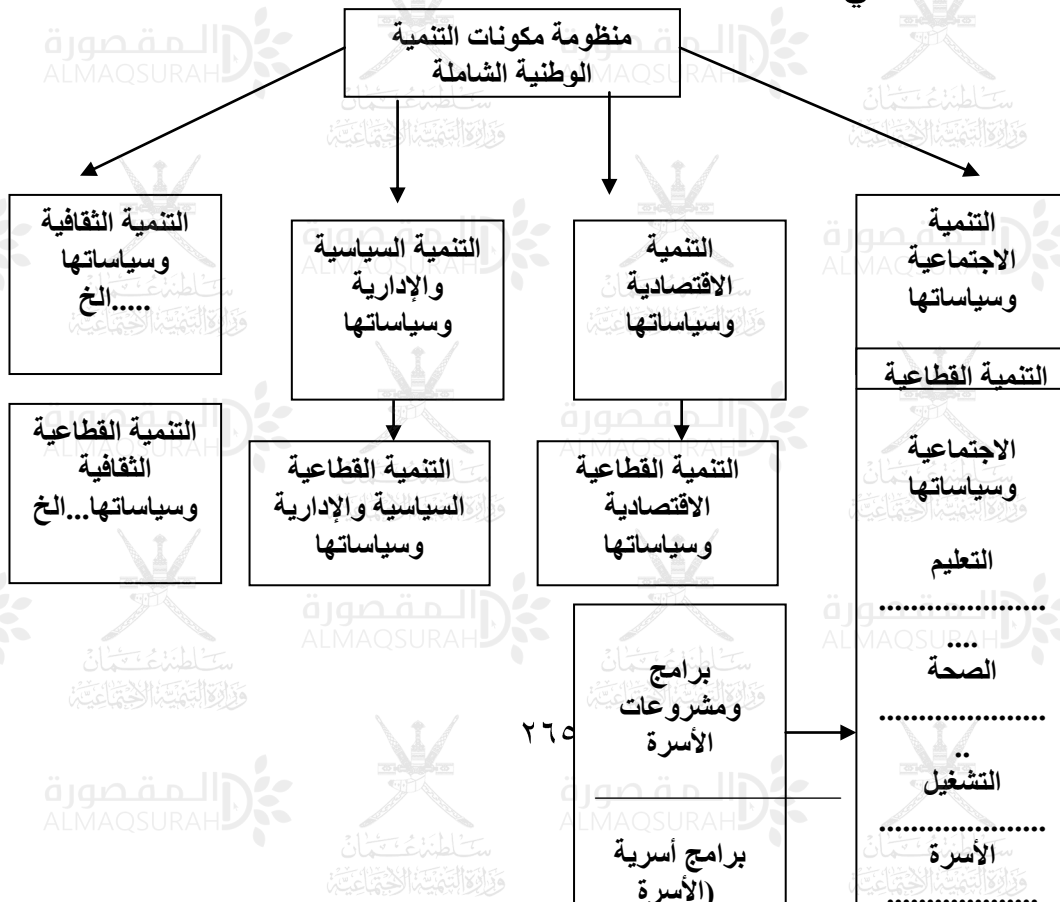 منظومة مكونات التنمية
الوطنية الشاملة
التنمية
الاجتماعية
وسياساتها
التنمية
الاقتصادية
وسياساتها
التنمية السياسية
والإدارية
وسياساتها
التنمية الثقافية
وسياساتها
.....الخ
التنمية القطاعية
الاجتماعية
وسياساتها
التعليم
.....................
....
الصحة
.....................
..
التشغيل
.....................
الأسرة
...................
التنمية القطاعية
الاقتصادية
وسياساتها
التنمية القطاعية
السياسية والإدارية
وسياساتها
التنمية القطاعية
الثقافية
وسياساتها...الخ
برامج
ومشروعات
الأسرة
برامج أسرية
(الأسرة
٢٦٥
المقصورة
ALMAQSURAH
سلطنة عمان
وزارة التنمية الاجتماعية